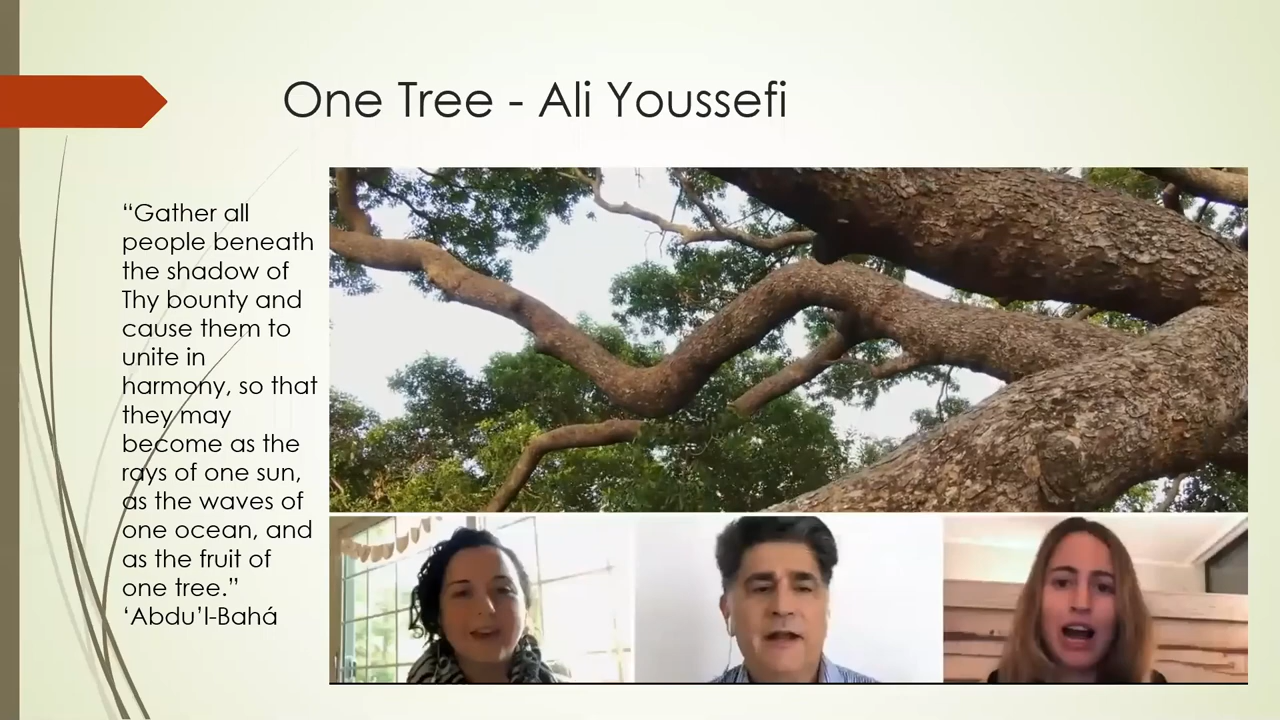 One Tree - Ali Youssefi
“Gather all
people beneath
the shadow of
Thy bounty and
cause them to
unite in
harmony, so that
they may
become as the
rays of one sun,
as the waves of
one ocean, and
as the fruit of
one tree.”
‘Abdu’l-Bahá